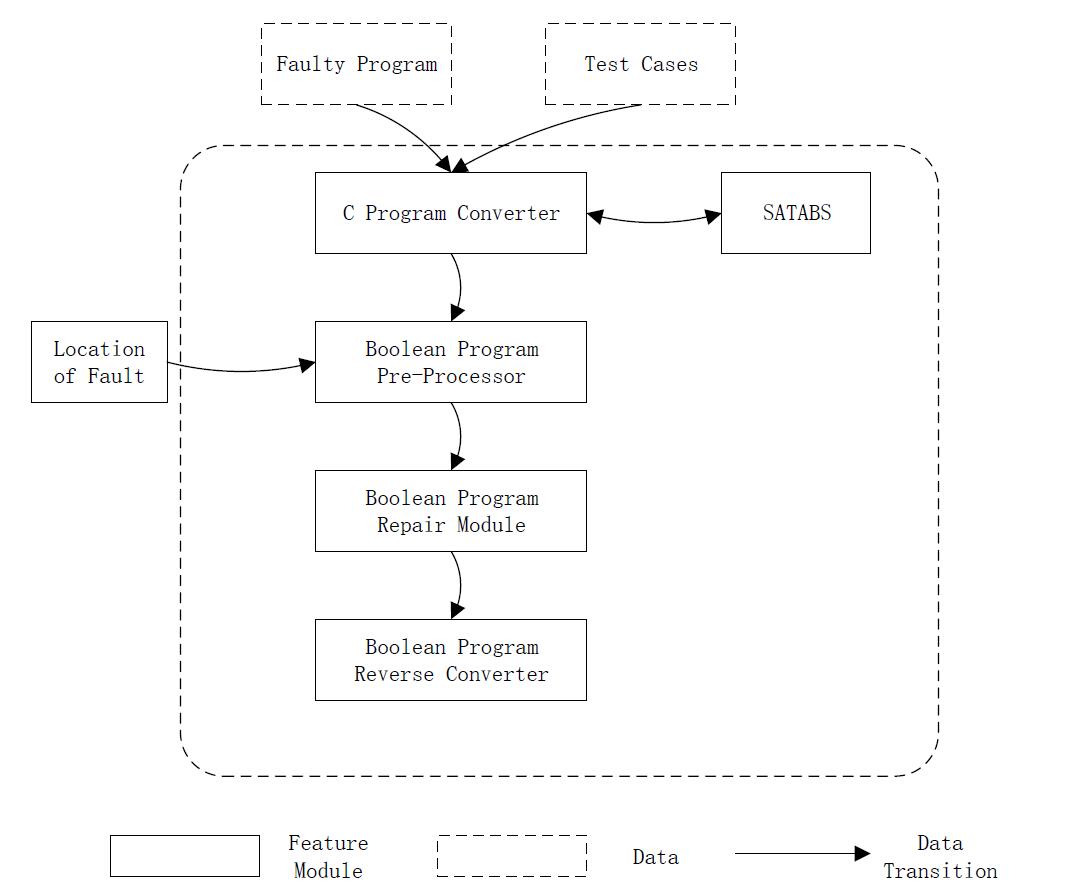 Faulty Program
Test Cases
C Program Converter
SATABS
Location
of Fault
Boolean Program
Pre-Processor
Boolean Program
Repair Module
Boolean Program
Reverse Converter
Feature
Module
Data
Data
Transition